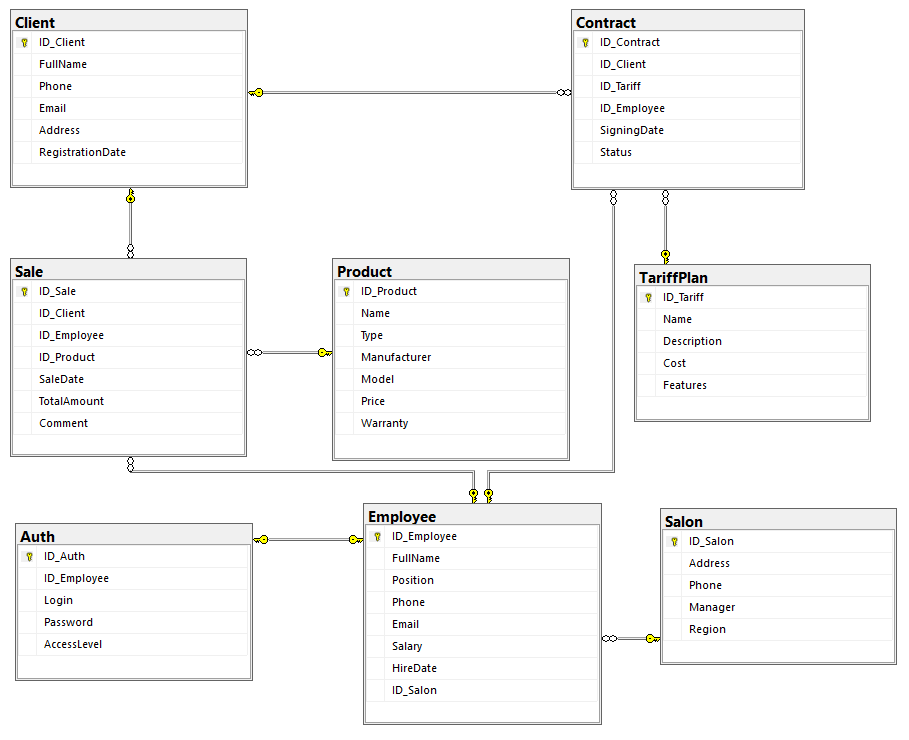 Client
ID_Client
FullName
Phone
Email
Address
RegistrationDate
Contract
ID_Contract
ID_Client
ID_Tariff
ID_Employee
SigningDate
Status
Sale
ID_Sale
ID_Client
ID_Employee
ID_Product
SaleDate
TotalAmount
Comment
Product
ID_Product
Name
Type
Manufacturer
Model
Price
Warranty
TariffPlan
ID_Tariff
Name
Description
Cost
Features
Auth
ID_Auth
ID_Employee
Login
Password
AccessLevel
Employee
ID_Employee
FullName
Position
Phone
Email
Salary
HireDate
ID_Salon
Salon
ID_Salon
Address
Phone
Manager
Region